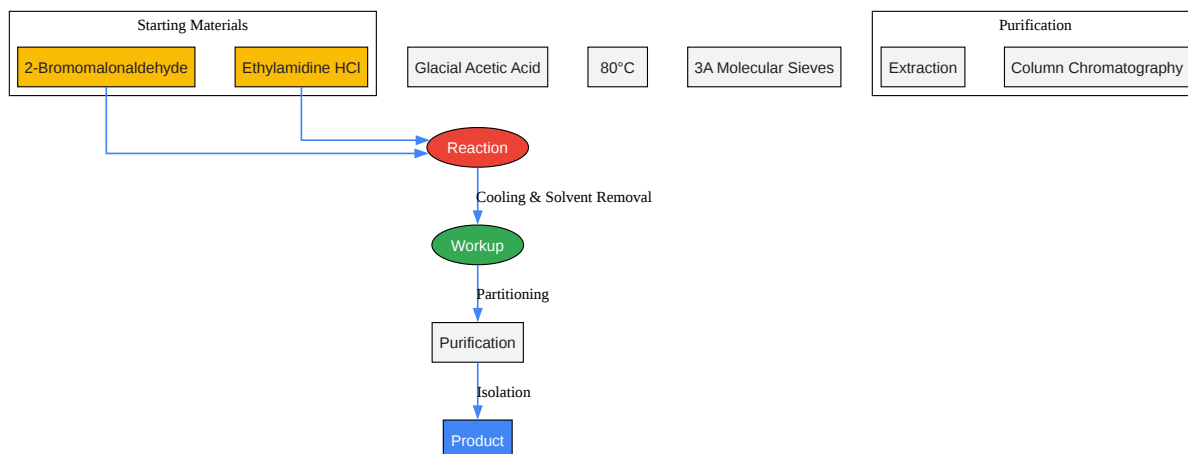 Starting Materials
Purification
2-Bromomalonaldehyde
Ethylamidine HCl
Glacial Acetic Acid
80°C
3A Molecular Sieves
Extraction
Column Chromatography
Reaction
Cooling & Solvent Removal
Workup
Partitioning
Purification
Isolation
Product